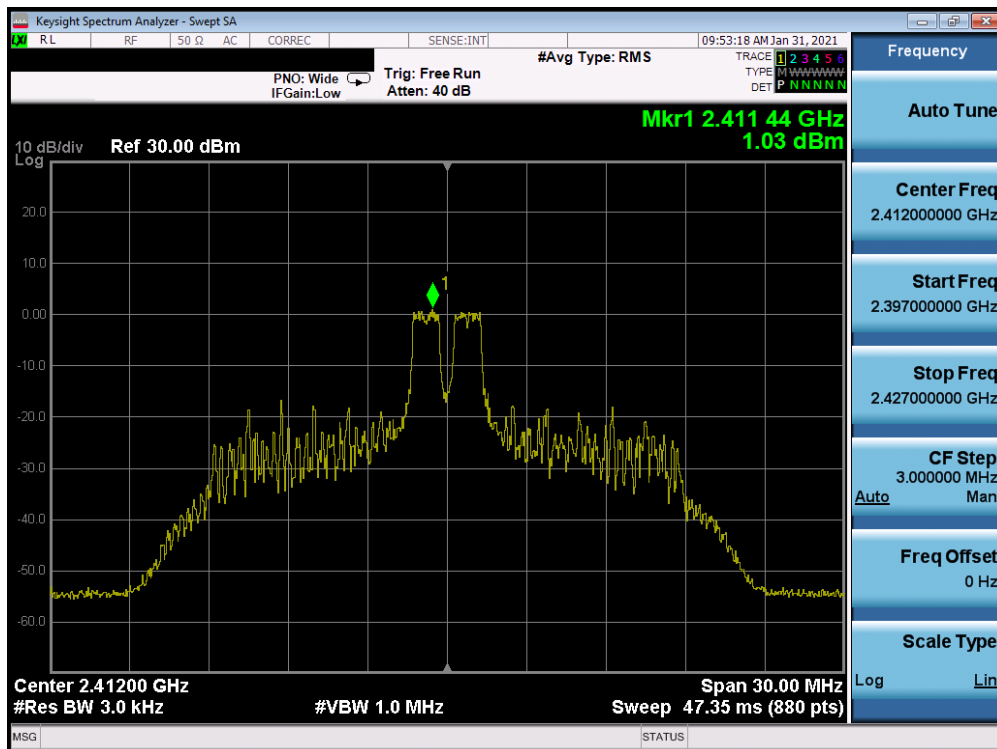 Keysight Spectrum Analyzer - Swept SA
LXI RL RF 50 Ω AC CORREC SENSE:INT 09:53:18 AM Jan 31, 2021
PNO: Wide Trig: Free Run #Avg Type: RMS TRACE 1 2 3 4 5 6
TYPE M WWWWW
IFGain:Low Atten: 40 dB DET P N N N N N
Mkr1 2.411 44 GHz
1.03 dBm
10 dB/div Ref 30.00 dBm
Log
20.0
10.0
1
0.00
-10.0
-20.0
-30.0
-40.0
-50.0
-60.0
Center 2.41200 GHz Span 30.00 MHz
#Res BW 3.0 kHz #VBW 1.0 MHz Sweep 47.35 ms (880 pts)
MSG STATUS
Frequency
Auto Tune
Center Freq
2.412000000 GHz
Start Freq
2.397000000 GHz
Stop Freq
2.427000000 GHz
CF Step
3.000000 MHz
Auto Man
Freq Offset
0 Hz
Scale Type
Log Lin